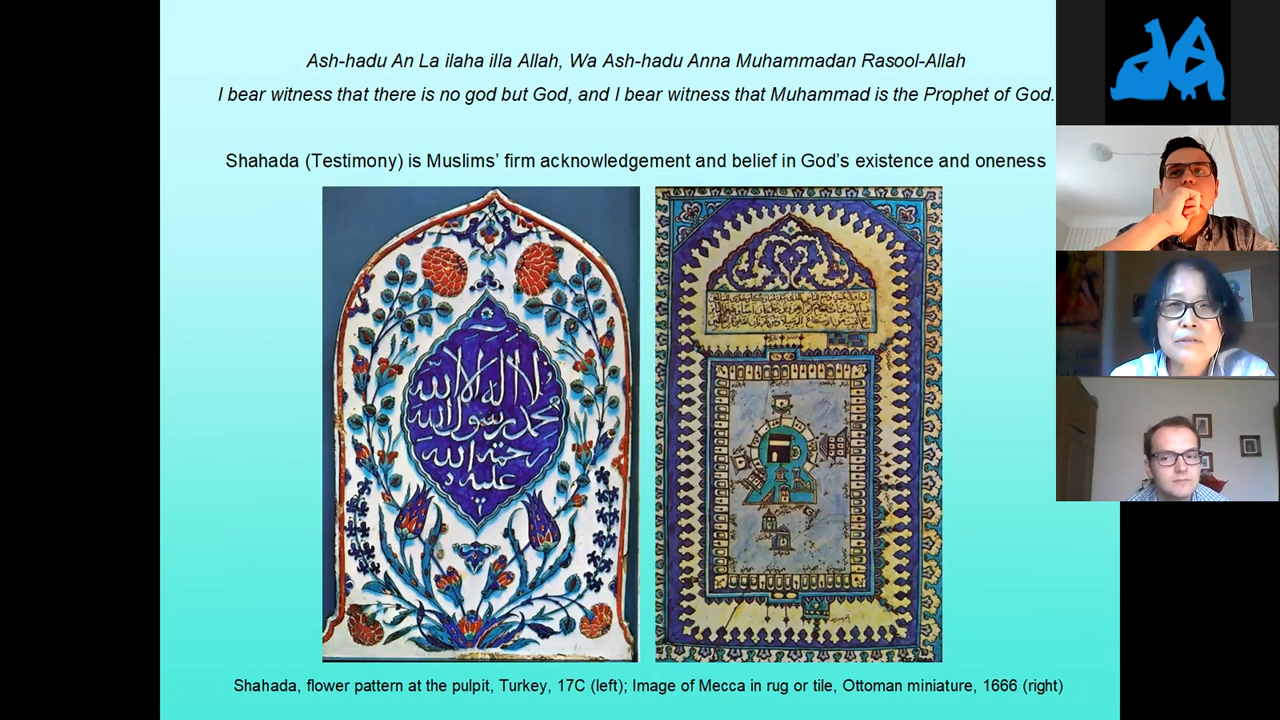 Ash-hadu An La ilaha illa Allah, Wa Ash-hadu Anna Muhammadan Rasool-Allah
I bear witness that there is no god but God, and I bear witness that Muhammad is the Prophet of God.
Shahada (Testimony) is Muslims’ firm acknowledgement and belief in God’s existence and oneness
لا اله الا الله
محمد رسول الله
رحمة الله
عليه
Shahada, flower pattern at the pulpit, Turkey, 17C (left); Image of Mecca in rug or tile, Ottoman miniature, 1666 (right)